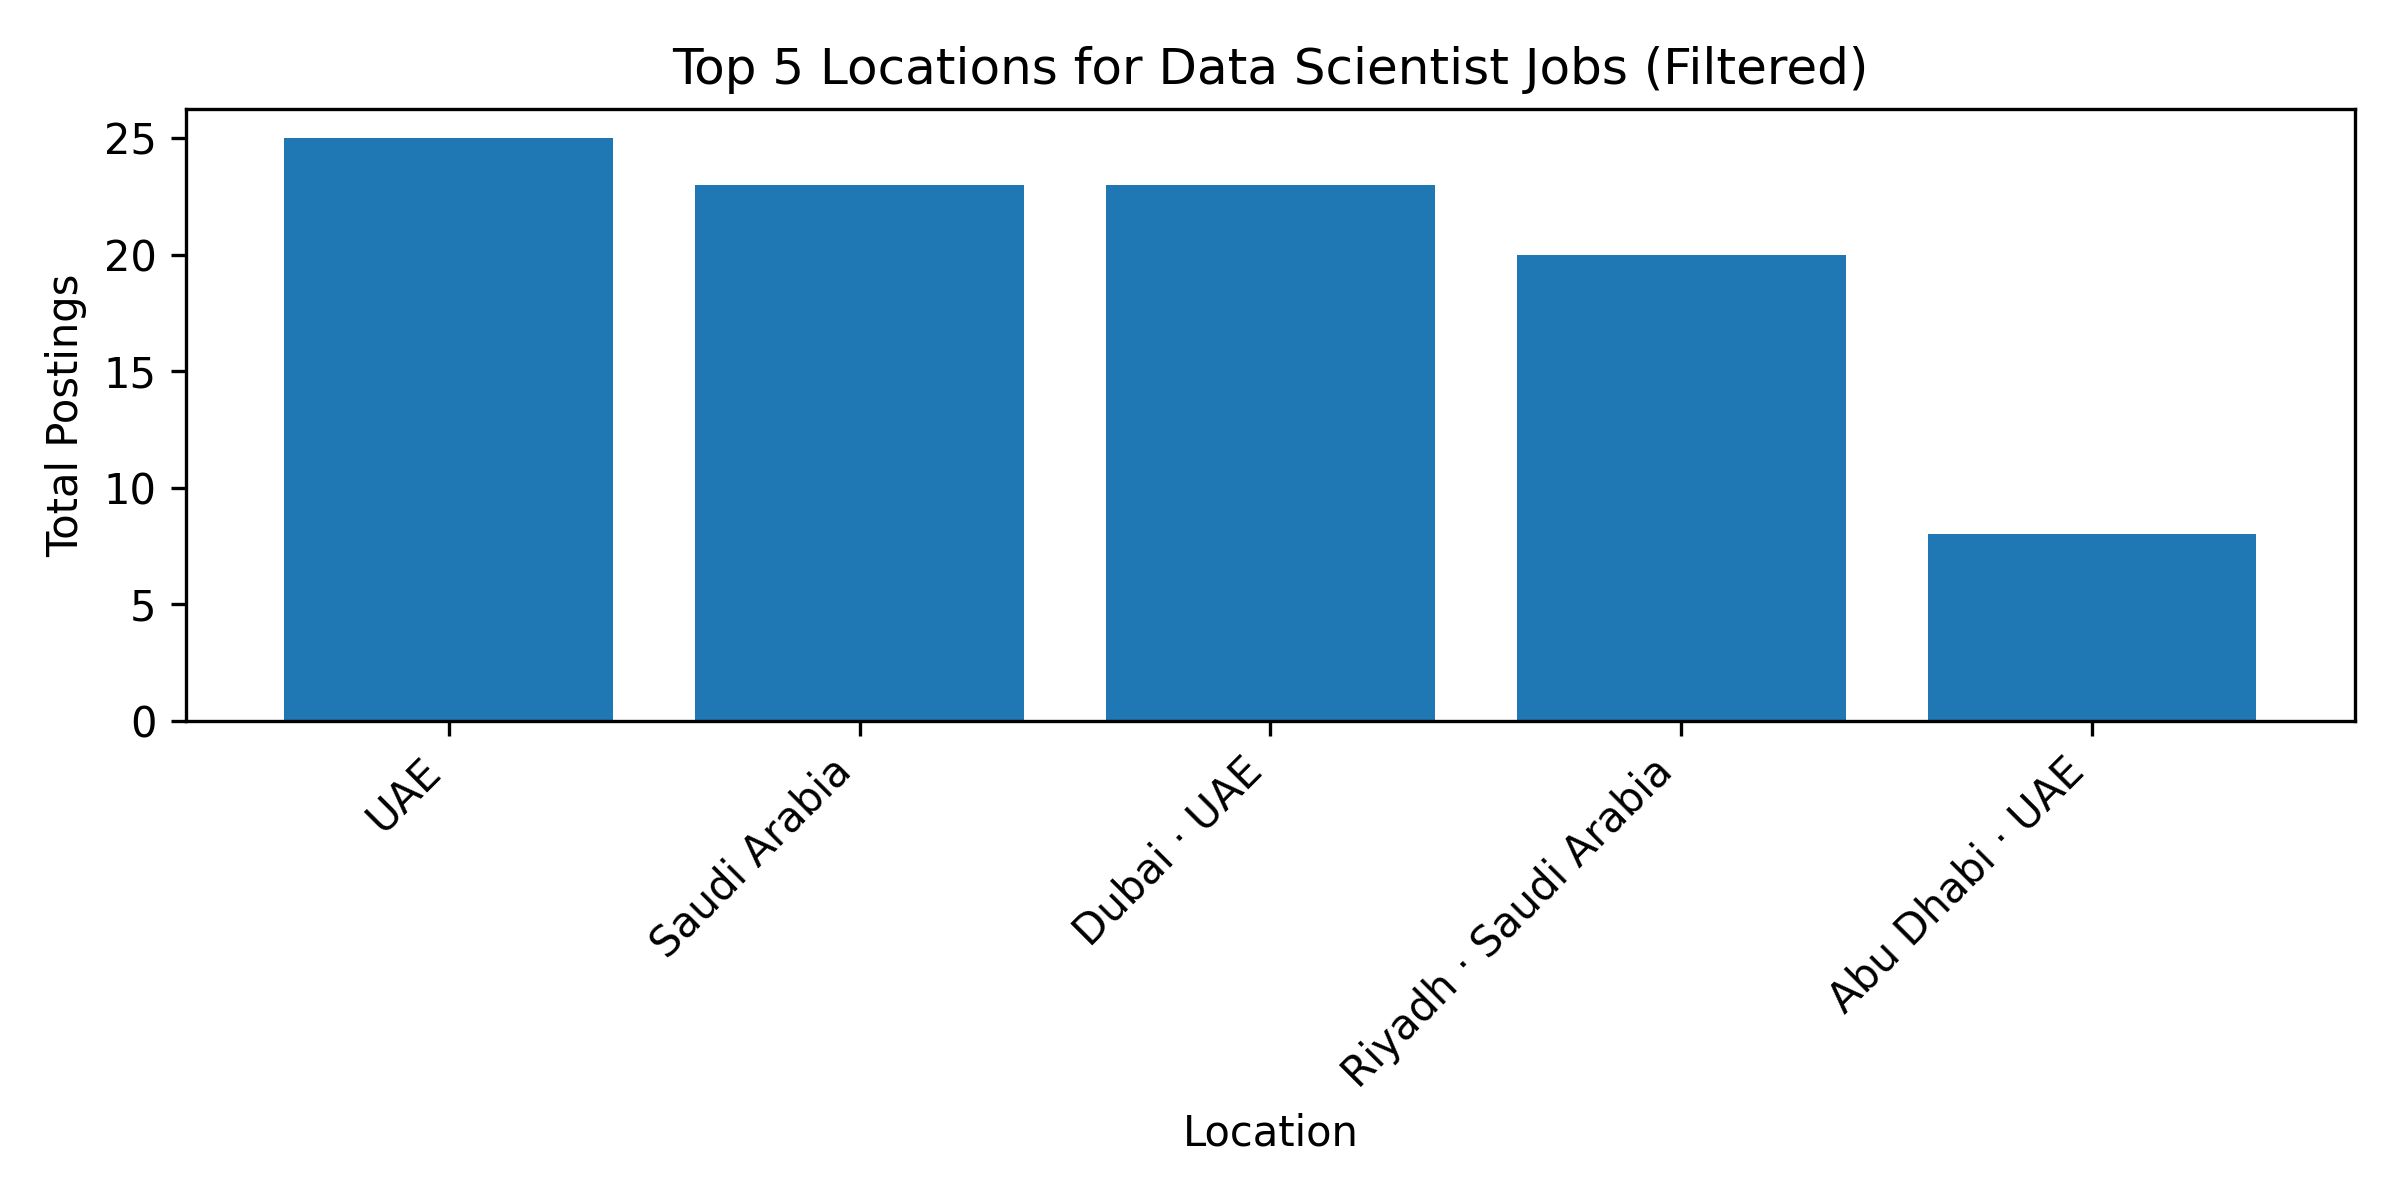 Top 5 Locations for Data Scientist Jobs (Filtered)
Total Postings
25
20
15
10
5
0
UAE
Saudi Arabia
Dubai · UAE
Riyadh · Saudi Arabia
Abu Dhabi · UAE
Location